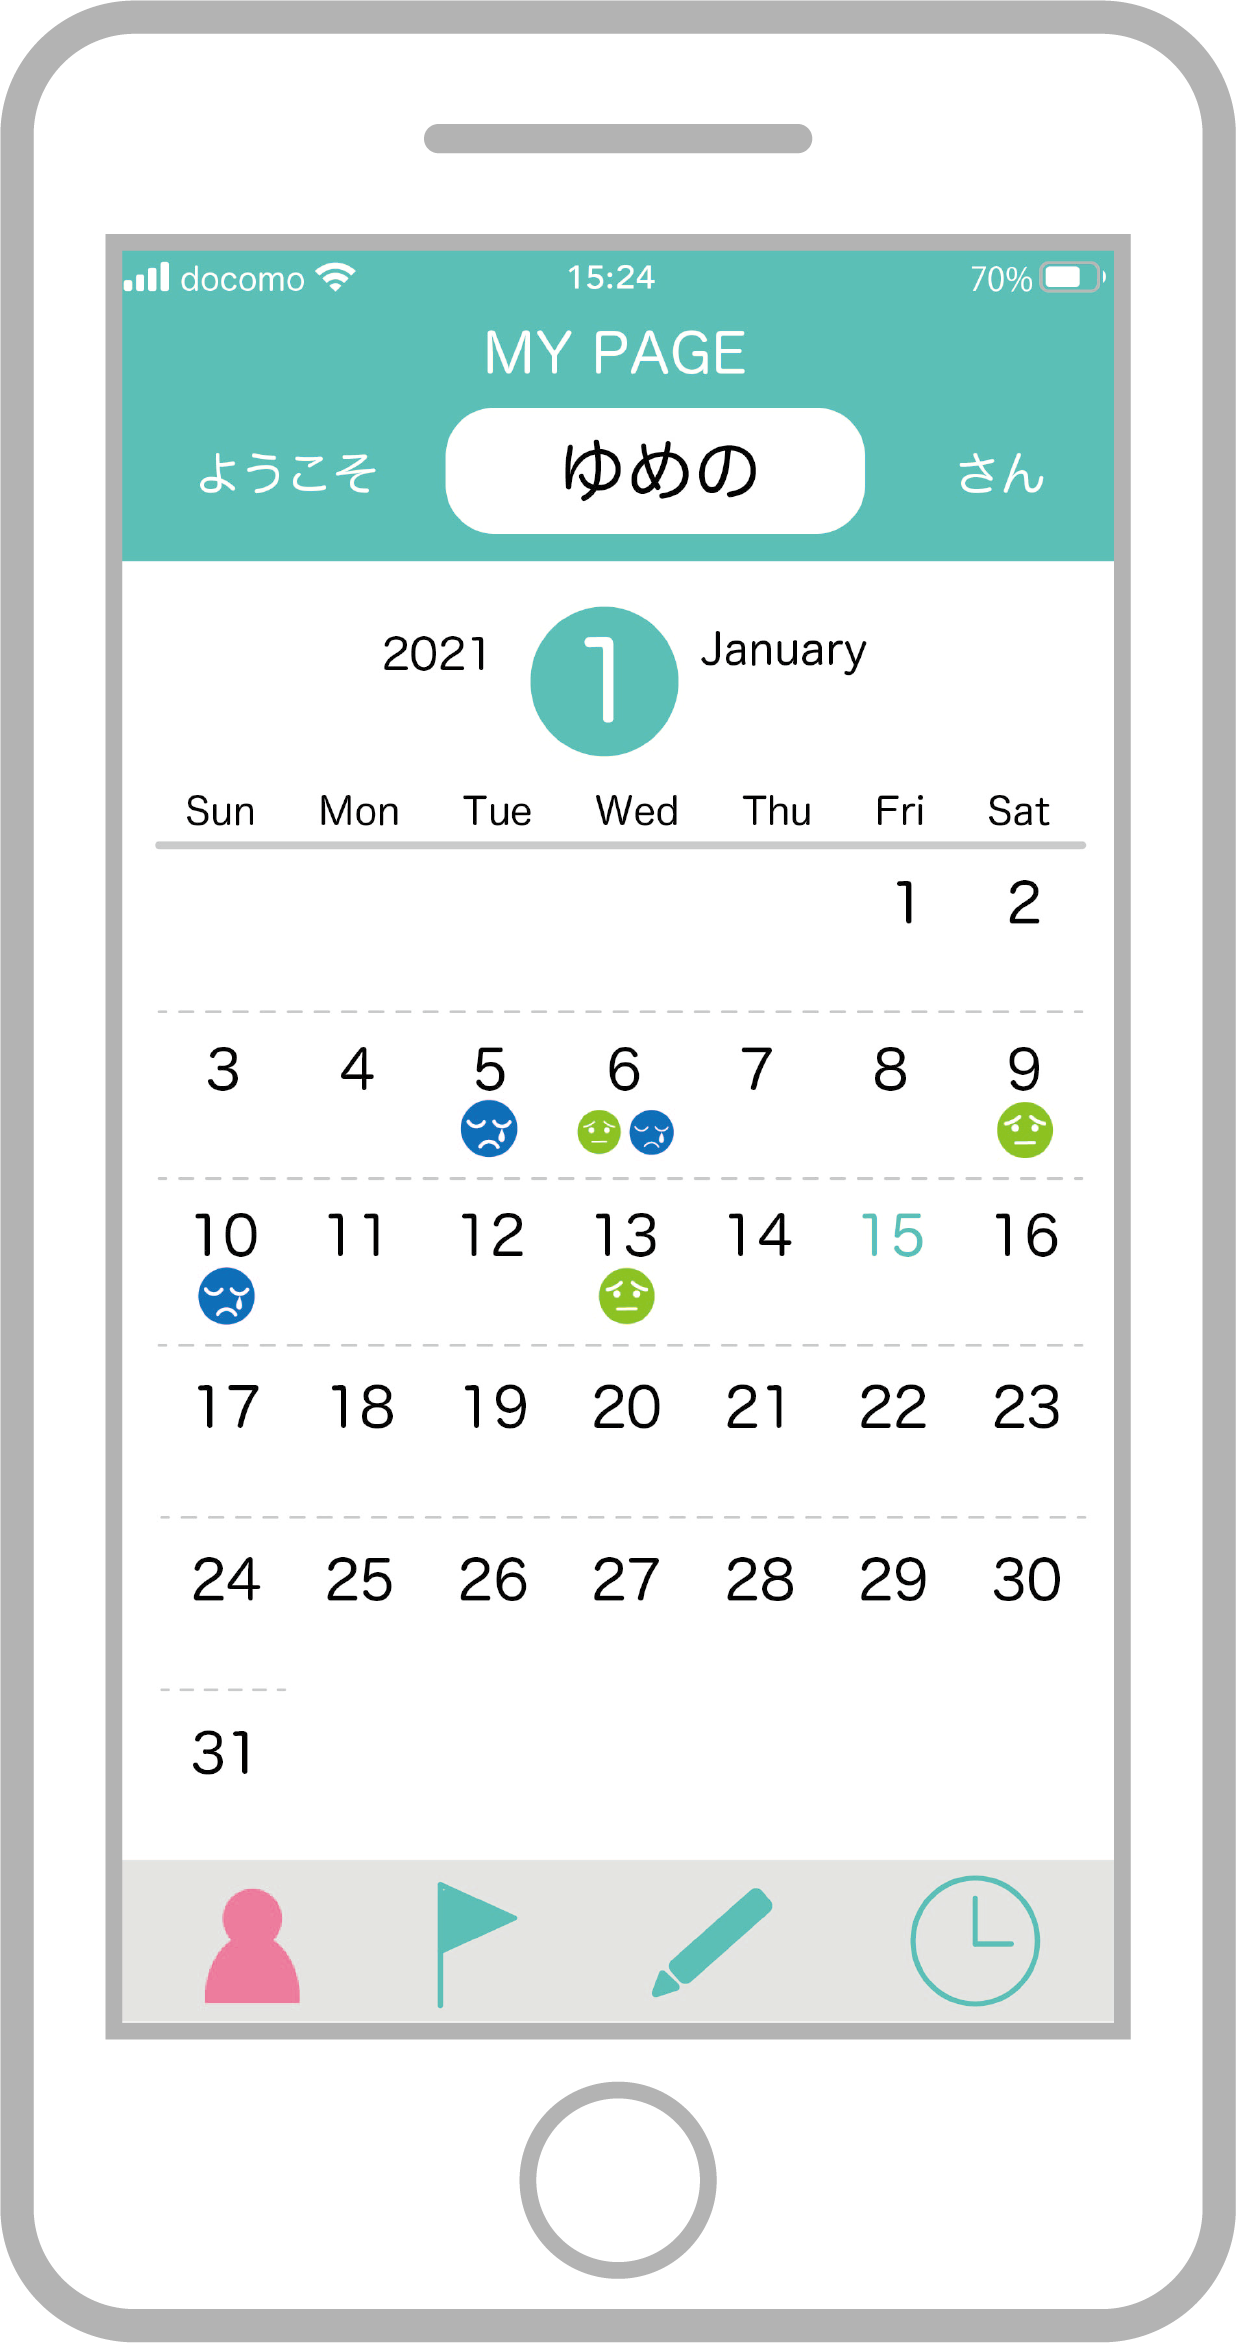 docomo 15:24 70%
MY PAGE
ようこそ ゆめの さん
2021 1 January
Sun Mon Tue Wed Thu Fri Sat
1 2
3 4 5 6 7 8 9
10 11 12 13 14 15 16
17 18 19 20 21 22 23
24 25 26 27 28 29 30
31